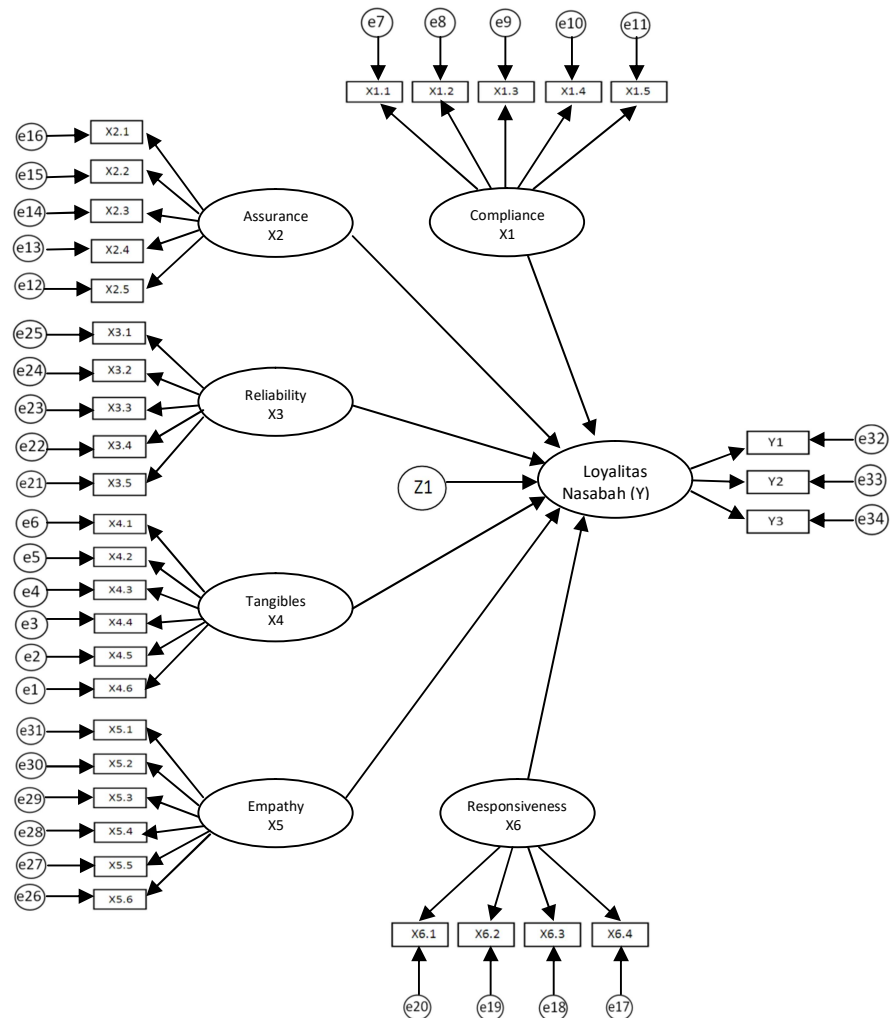 e7 e8 e9 e10 e11
X1.1 X1.2 X1.3 X1.4 X1.5
e16 X2.1
e15 X2.2
e14 X2.3
e13 X2.4
e12 X2.5
Assurance
X2
Compliance
X1
e25 X3.1
e24 X3.2
e23 X3.3
e22 X3.4
e21 X3.5
Reliability
X3
Z1
Loyalitas
Nasabah (Y)
Y1 e32
Y2 e33
Y3 e34
e6 X4.1
e5 X4.2
e4 X4.3
e3 X4.4
e2 X4.5
e1 X4.6
Tangibles
X4
e31 X5.1
e30 X5.2
e29 X5.3
e28 X5.4
e27 X5.5
e26 X5.6
Empathy
X5
Responsiveness
X6
X6.1 X6.2 X6.3 X6.4
e20 e19 e18 e17